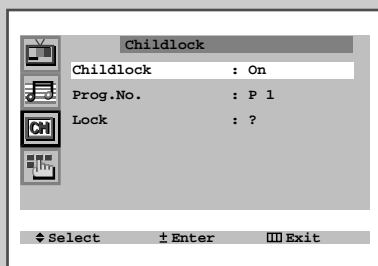 Childlock
Childlock : On
Prog.No. : P 1
Lock : ?
CH
Select ± Enter Exit